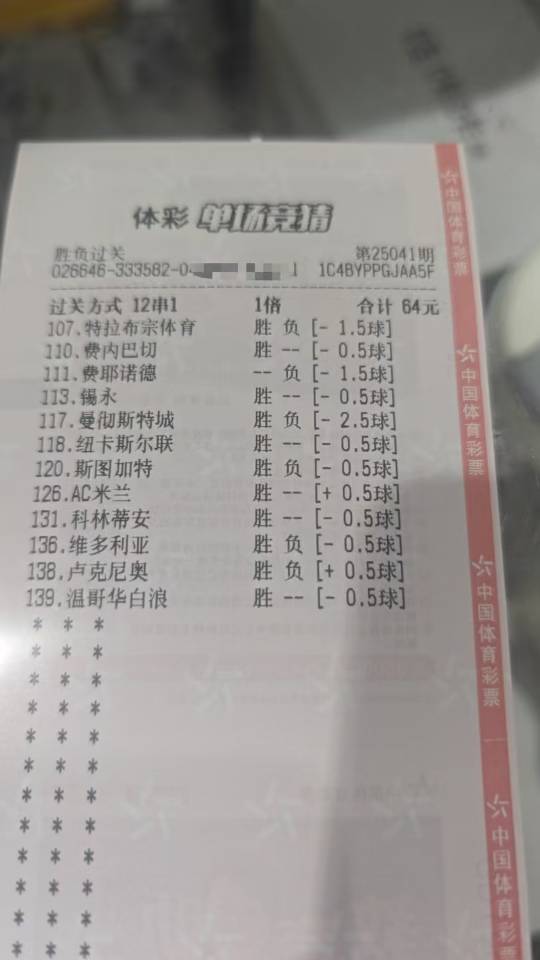 体彩 单场竞猜
胜负过关 第25041期
026646-333582-0 1 1C4BYPPGJAA5F
过关方式 12串1 1倍 合计 64元
107.特拉布宗体育 胜 负 [- 1.5球]
110.费内巴切 胜 -- [- 0.5球]
111.费耶诺德 -- 负 [- 1.5球]
113.锡永 胜 -- [- 0.5球]
117.曼彻斯特城 胜 负 [- 2.5球]
118.纽卡斯尔联 胜 -- [- 0.5球]
120.斯图加特 胜 负 [- 0.5球]
126.AC米兰 胜 -- [+ 0.5球]
131.科林蒂安 胜 -- [- 0.5球]
136.维多利亚 胜 负 [- 0.5球]
138.卢克尼奥 胜 负 [+ 0.5球]
139.温哥华白浪 胜 -- [- 0.5球]
* * *
* * *
* * *
* * *
* * *
* * *
* * *
* * *
* * *
* * *
* * *
* * *
中国体育彩票
中国体育彩票
中国体育彩票
中国体育彩票